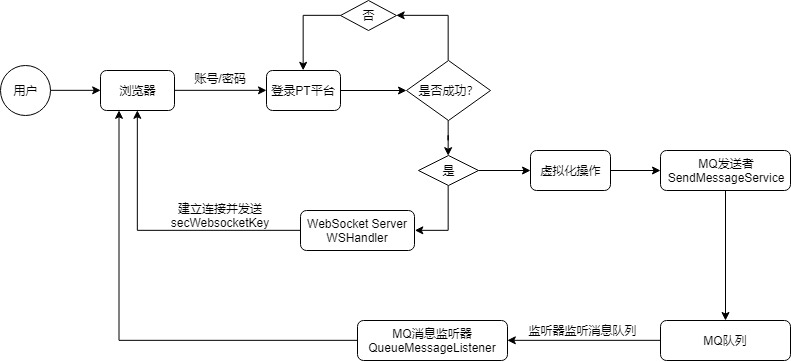 否
用户
浏览器
账号/密码
登录PT平台
是否成功?
是
虚拟化操作
MQ发送者
SendMessageService
建立连接并发送
secWebsocketKey
WebSocket Server
WSHandler
MQ消息监听器
QueueMessageListener
监听器监听消息队列
MQ队列